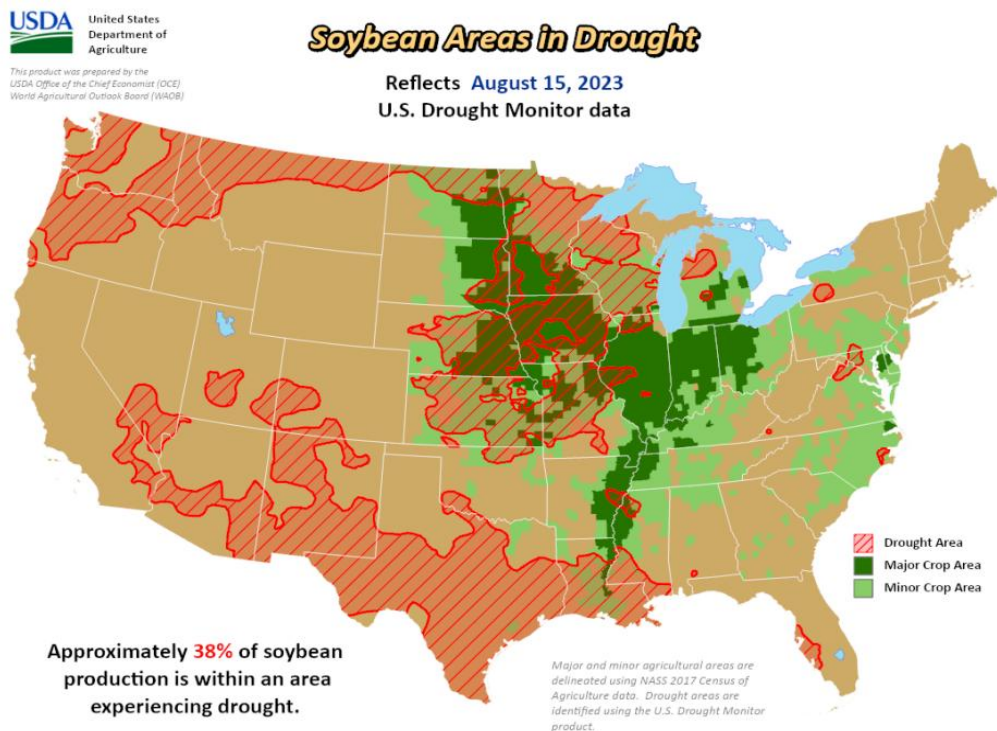 USDA
United States
Department of
Agriculture
This product was prepared by the
USDA Office of the Chief Economist (OCE)
World Agricultural Outlook Board (WAOB)
Soybean Areas in Drought
Reflects August 15, 2023
U.S. Drought Monitor data
Drought Area
Major Crop Area
Minor Crop Area
Approximately 38% of soybean
production is within an area
experiencing drought.
Major and minor agricultural areas are
delineated using NASS 2017 Census of
Agriculture data. Drought areas are
identified using the U.S. Drought Monitor
product.